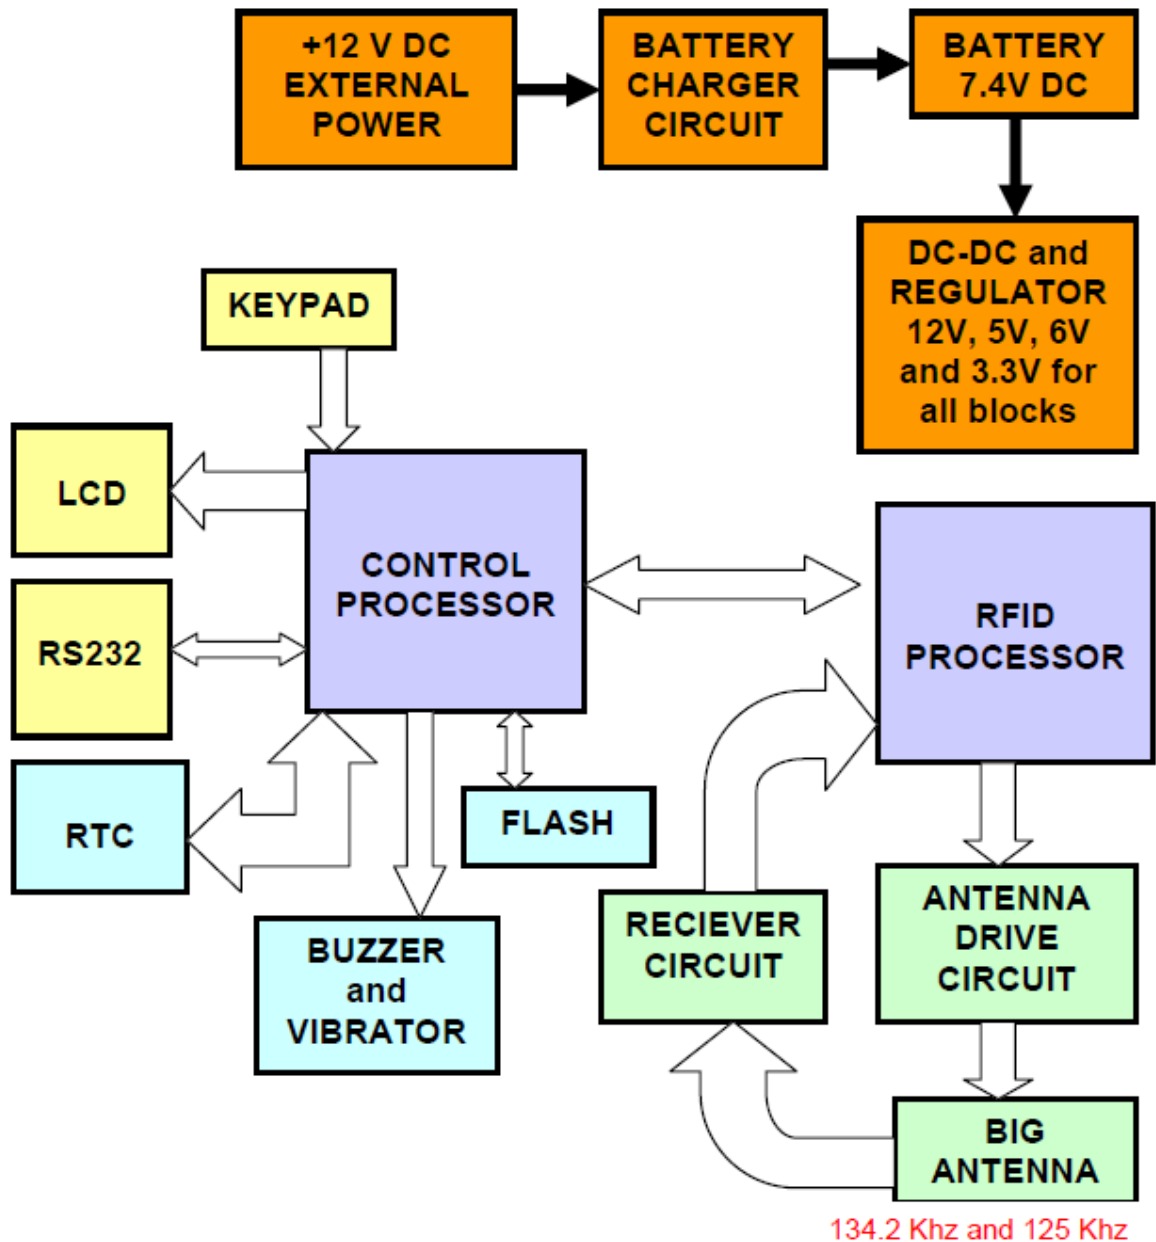 +12 V DC
EXTERNAL
POWER
BATTERY
CHARGER
CIRCUIT
BATTERY
7.4V DC
DC-DC and
REGULATOR
12V, 5V, 6V
and 3.3V for
all blocks
KEYPAD
LCD
CONTROL
PROCESSOR
RS232
RFID
PROCESSOR
RTC
FLASH
BUZZER
and
VIBRATOR
RECIEVER
CIRCUIT
ANTENNA
DRIVE
CIRCUIT
BIG
ANTENNA
134.2 Khz and 125 Khz